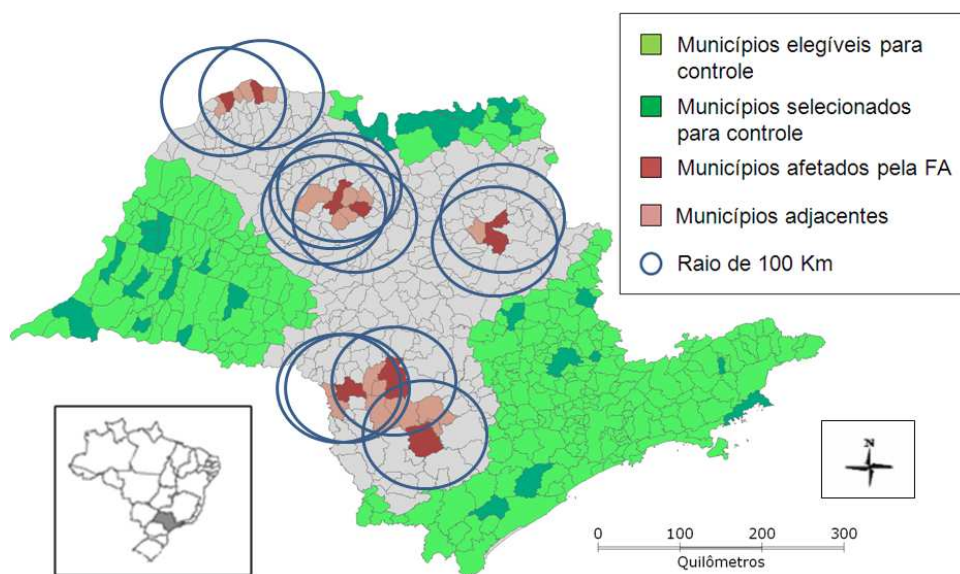 Municípios elegíveis para
controle
Municípios selecionados
para controle
Municípios afetados pela FA
Municípios adjacentes
Raio de 100 Km
N
0 100 200 300
Quilômetros